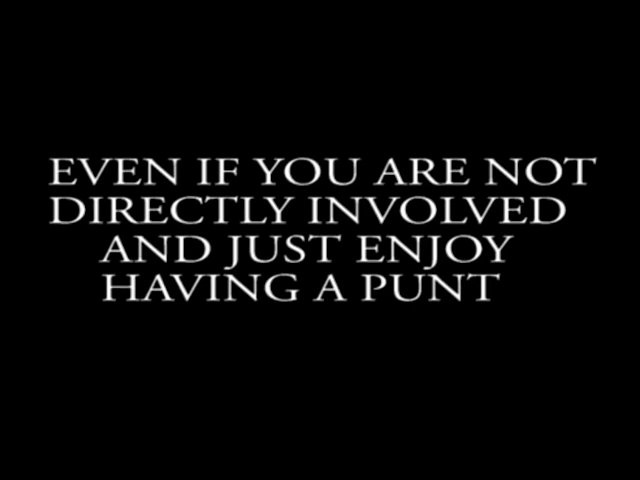 EVEN IF YOU ARE NOT
DIRECTLY INVOLVED
AND JUST ENJOY
HAVING A PUNT